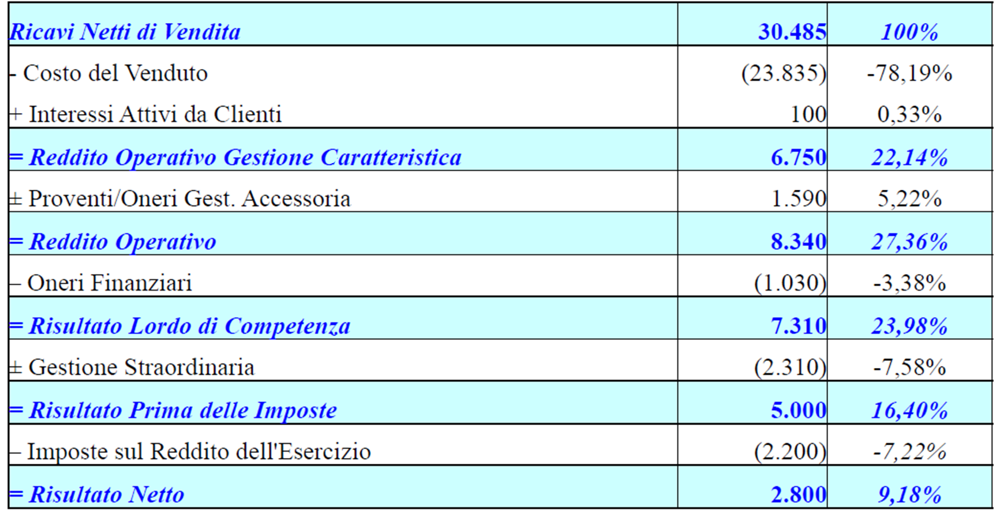 Ricavi Netti di Vendita 30.485 100%
- Costo del Venduto (23.835) -78,19%
+ Interessi Attivi da Clienti 100 0,33%
= Reddito Operativo Gestione Caratteristica 6.750 22,14%
± Proventi/Oneri Gest. Accessoria 1.590 5,22%
= Reddito Operativo 8.340 27,36%
– Oneri Finanziari (1.030) -3,38%
= Risultato Lordo di Competenza 7.310 23,98%
± Gestione Straordinaria (2.310) -7,58%
= Risultato Prima delle Imposte 5.000 16,40%
– Imposte sul Reddito dell'Esercizio (2.200) -7,22%
= Risultato Netto 2.800 9,18%